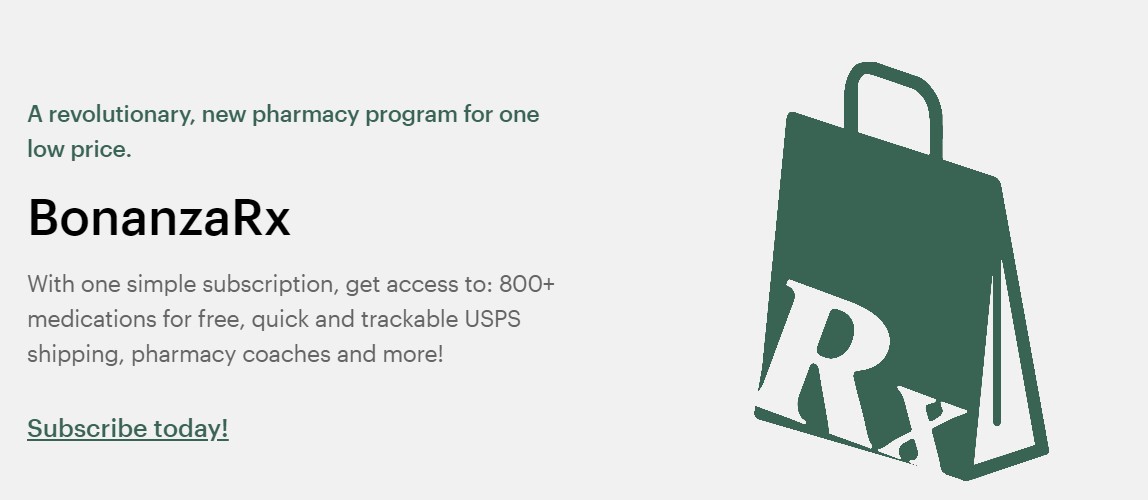 A revolutionary, new pharmacy program for one
low price.
BonanzaRx
With one simple subscription, get access to: 800+
medications for free, quick and trackable USPS
shipping, pharmacy coaches and more!
Subscribe today!
Rx